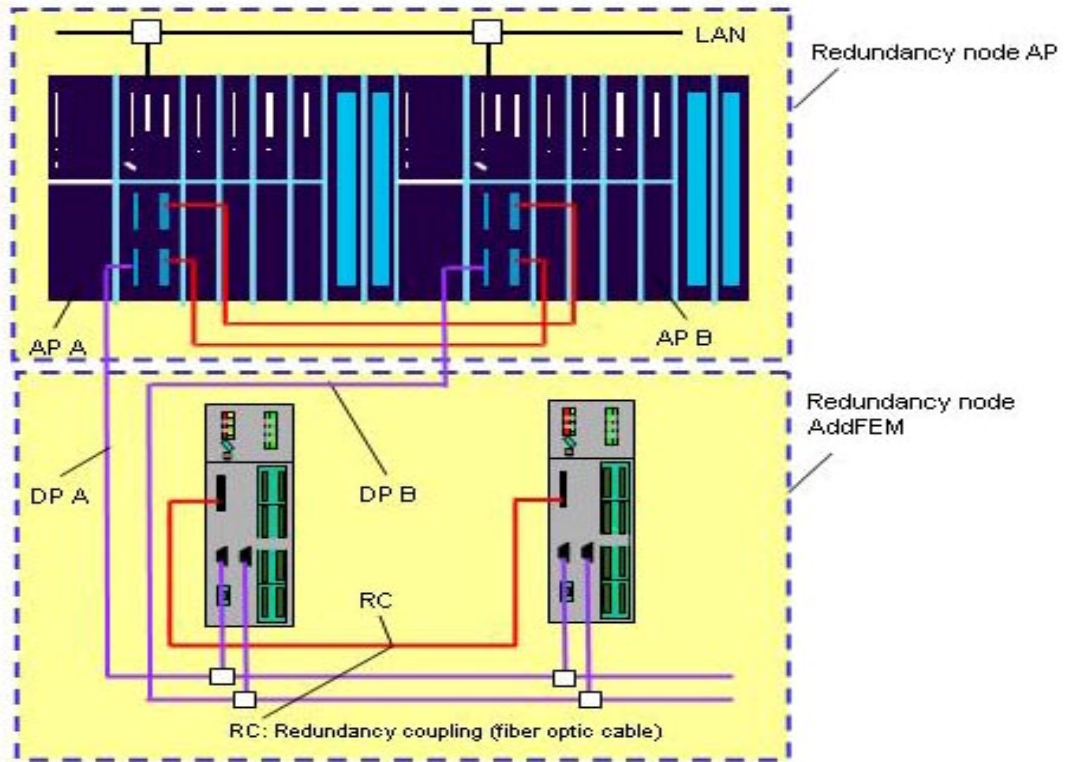 LAN
Redundancy node AP
AP A
AP B
Redundancy node
AddFEM
DP A
DP B
RC
RC: Redundancy coupling (fiber optic cable)